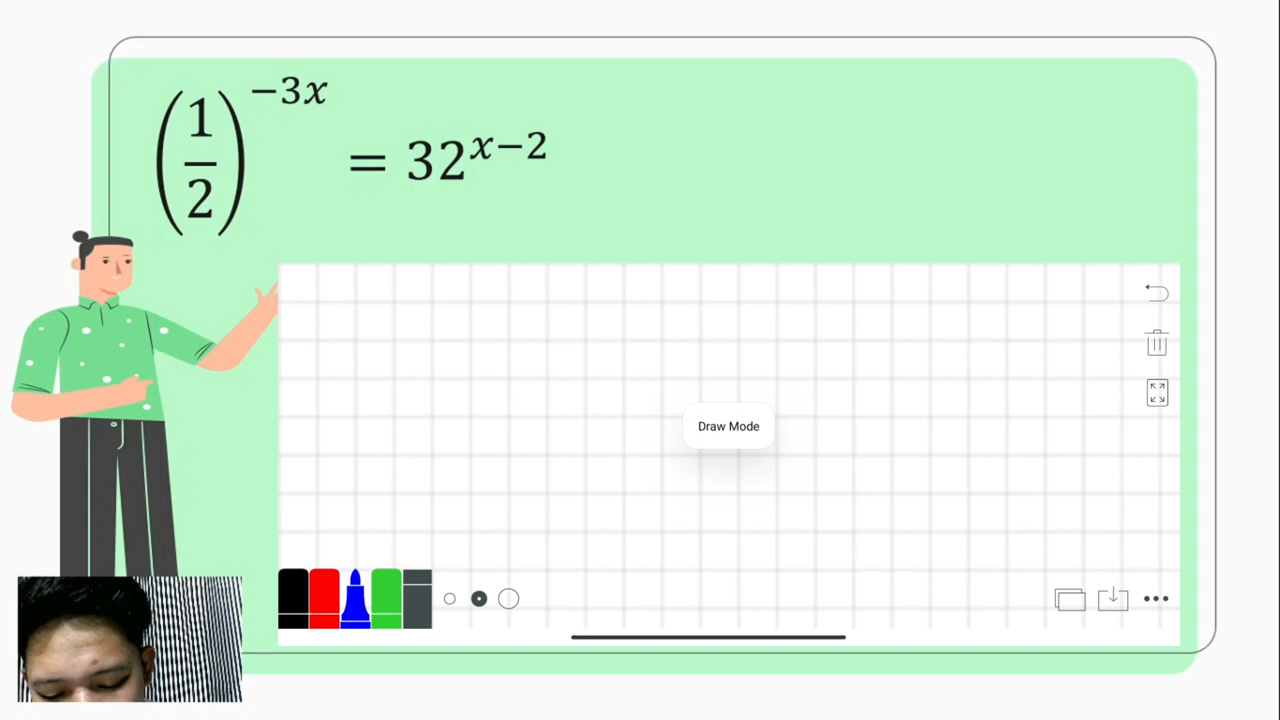 (1/2)^{-3x} = 32^{x-2}
Draw Mode